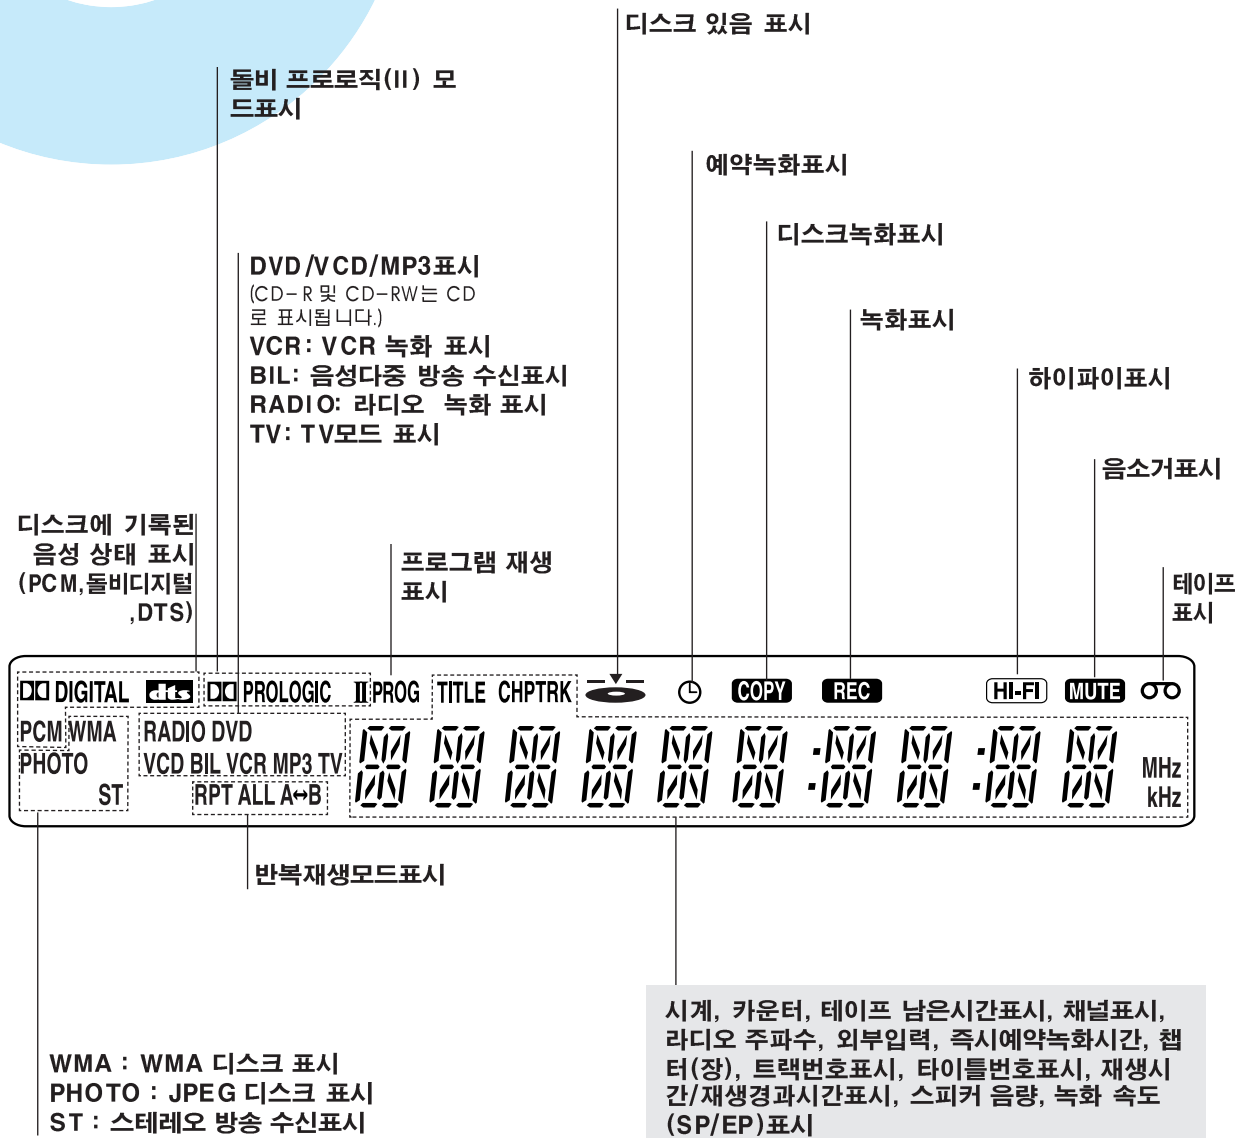 디스크 있음 표시
돌비 프로로직(II) 모
드표시
예약녹화표시
디스크녹화표시
DVD/VCD/MP3표시
(CD-R 및 CD-RW는 CD
로 표시됩니다.)
VCR: VCR 녹화 표시
BIL: 음성다중 방송 수신표시
RADIO: 라디오 녹화 표시
TV: TV모드 표시
녹화표시
하이파이표시
음소거표시
디스크에 기록된
음성 상태 표시
(PCM,돌비디지털
,DTS)
프로그램 재생
표시
테이프
표시
DIGITAL dts PROLOGIC II PROG TITLE CHPTRK COPY REC HI-FI MUTE
PCM WMA RADIO DVD
PHOTO VCD BIL VCR MP3 TV MHz
ST RPT ALL A↔B kHz
반복재생모드표시
WMA : WMA 디스크 표시
PHOTO : JPEG 디스크 표시
ST : 스테레오 방송 수신표시
시계, 카운터, 테이프 남은시간표시, 채널표시,
라디오 주파수, 외부입력, 즉시예약녹화시간, 챕
터(장), 트랙번호표시, 타이틀번호표시, 재생시
간/재생경과시간표시, 스피커 음량, 녹화 속도
(SP/EP)표시